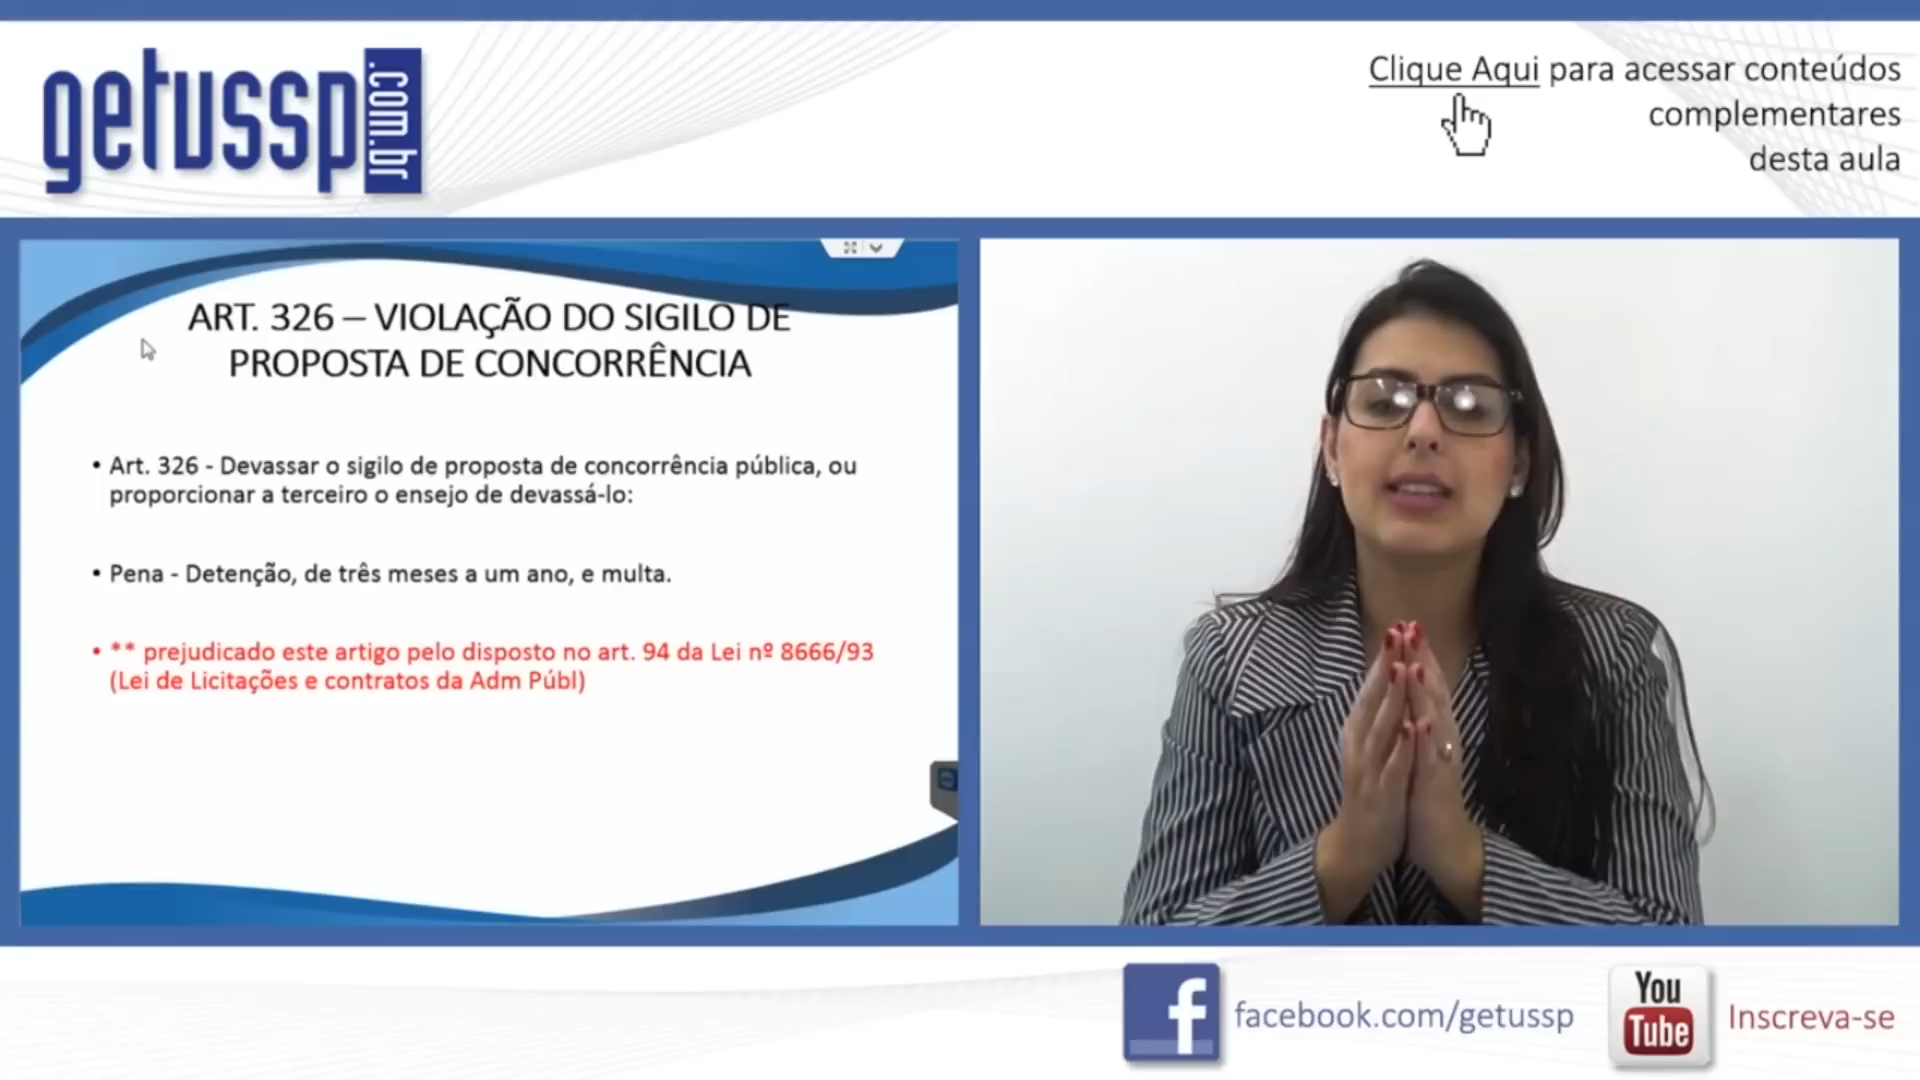 getussp.com.br
Clique Aqui para acessar conteúdos
complementares
desta aula
ART. 326 – VIOLAÇÃO DO SIGILO DE
PROPOSTA DE CONCORRÊNCIA
• Art. 326 - Devassar o sigilo de proposta de concorrência pública, ou
proporcionar a terceiro o ensejo de devassá-lo:
• Pena - Detenção, de três meses a um ano, e multa.
• ** prejudicado este artigo pelo disposto no art. 94 da Lei nº 8666/93
(Lei de Licitações e contratos da Adm Públ)
f facebook.com/getussp
You
Tube Inscreva-se